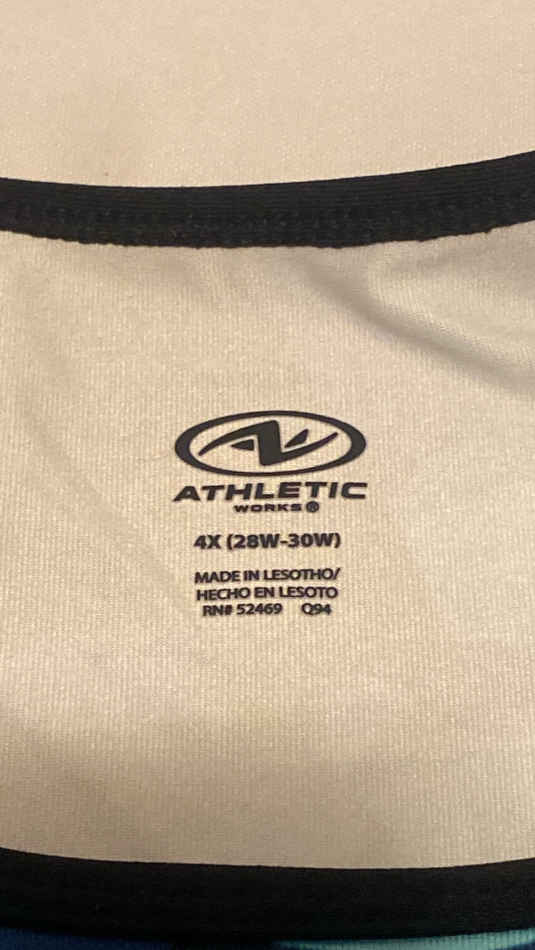 ATHLETIC
WORKS®
4X (28W-30W)
MADE IN LESOTHO/
HECHO EN LESOTO
RN# 52469 Q94